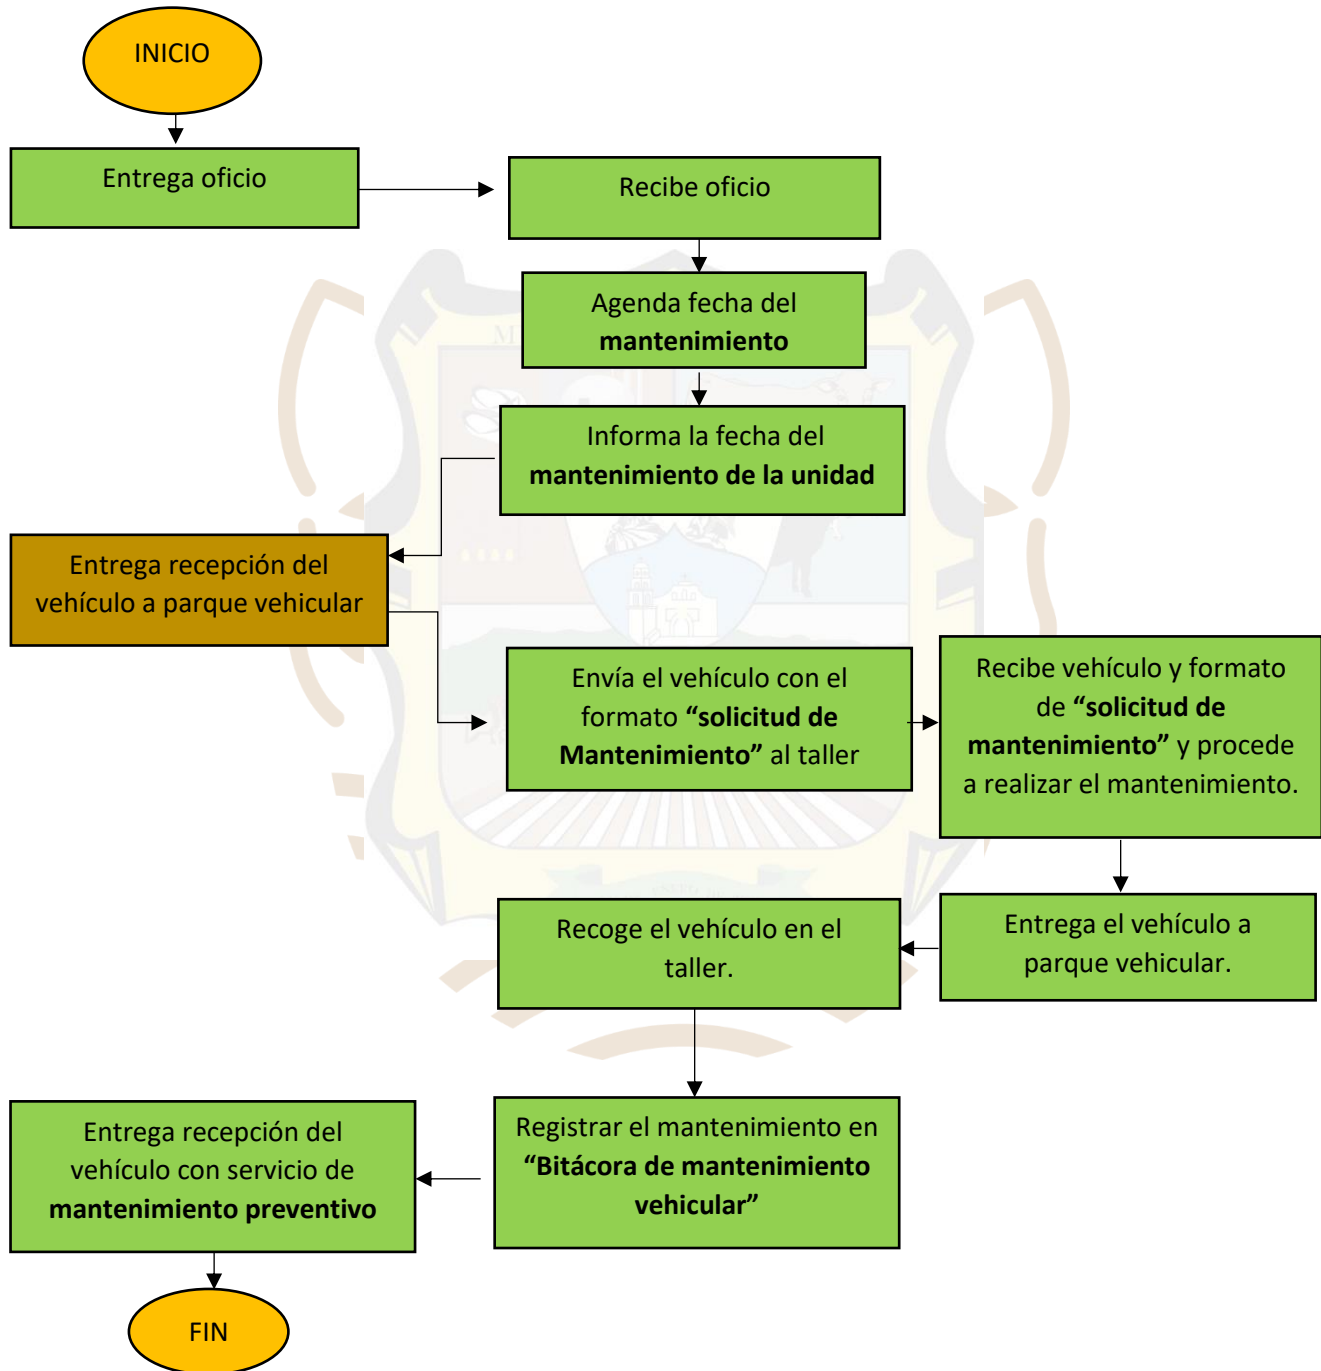 INICIO
Entrega oficio
Recibe oficio
Agenda fecha del
mantenimiento
Informa la fecha del
mantenimiento de la unidad
Entrega recepción del
vehículo a parque vehicular
Envía el vehículo con el
formato “solicitud de
Mantenimiento” al taller
Recibe vehículo y formato
de “solicitud de
mantenimiento” y procede
a realizar el mantenimiento.
Entrega el vehículo a
parque vehicular.
Recoge el vehículo en el
taller.
Registrar el mantenimiento en
“Bitácora de mantenimiento
vehicular”
Entrega recepción del
vehículo con servicio de
mantenimiento preventivo
FIN